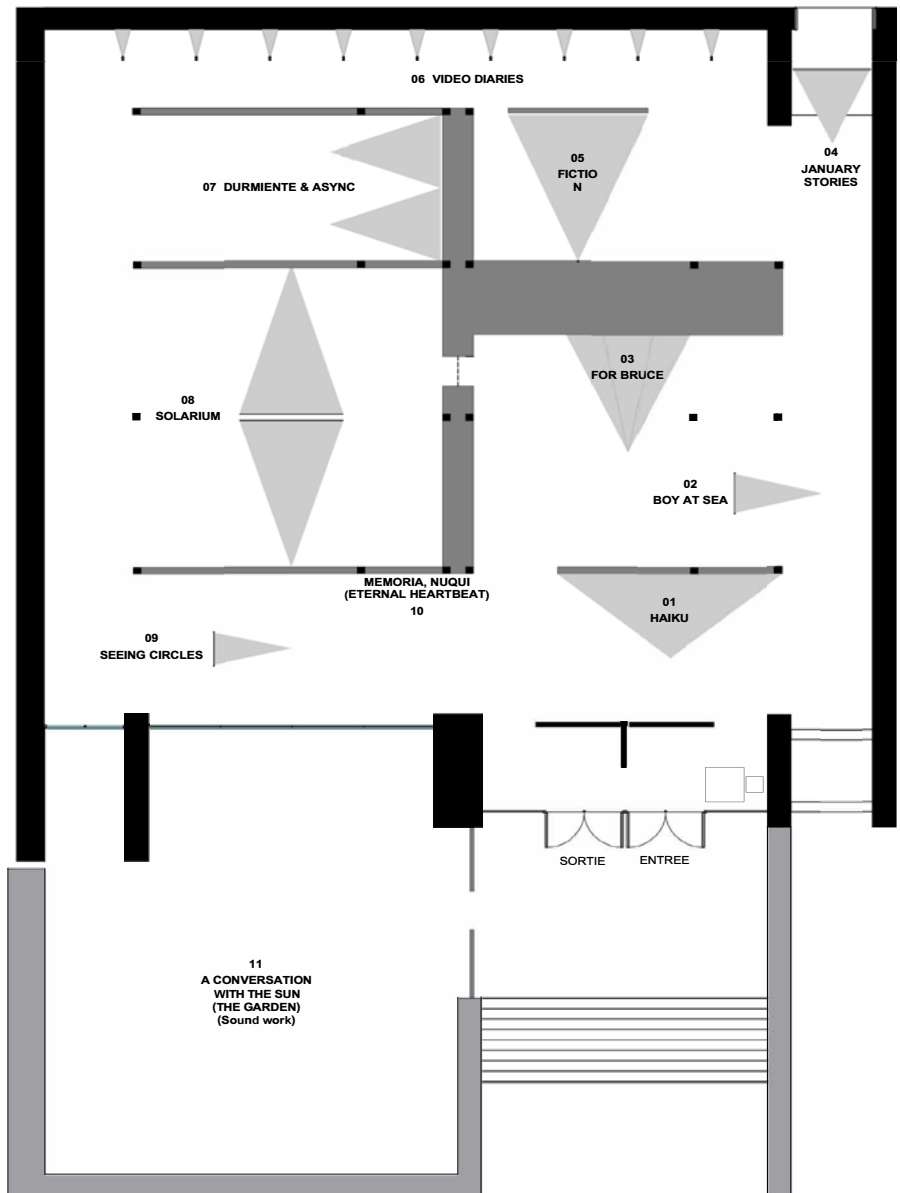 06 VIDEO DIARIES
04
JANUARY
STORIES
05
FICTIO
N
07 DURMIENTE & ASYNC
03
FOR BRUCE
08
SOLARIUM
02
BOY AT SEA
MEMORIA, NUQUI
(ETERNAL HEARTBEAT)
10
01
HAIKU
09
SEEING CIRCLES
SORTIE
ENTREE
11
A CONVERSATION
WITH THE SUN
(THE GARDEN)
(Sound work)